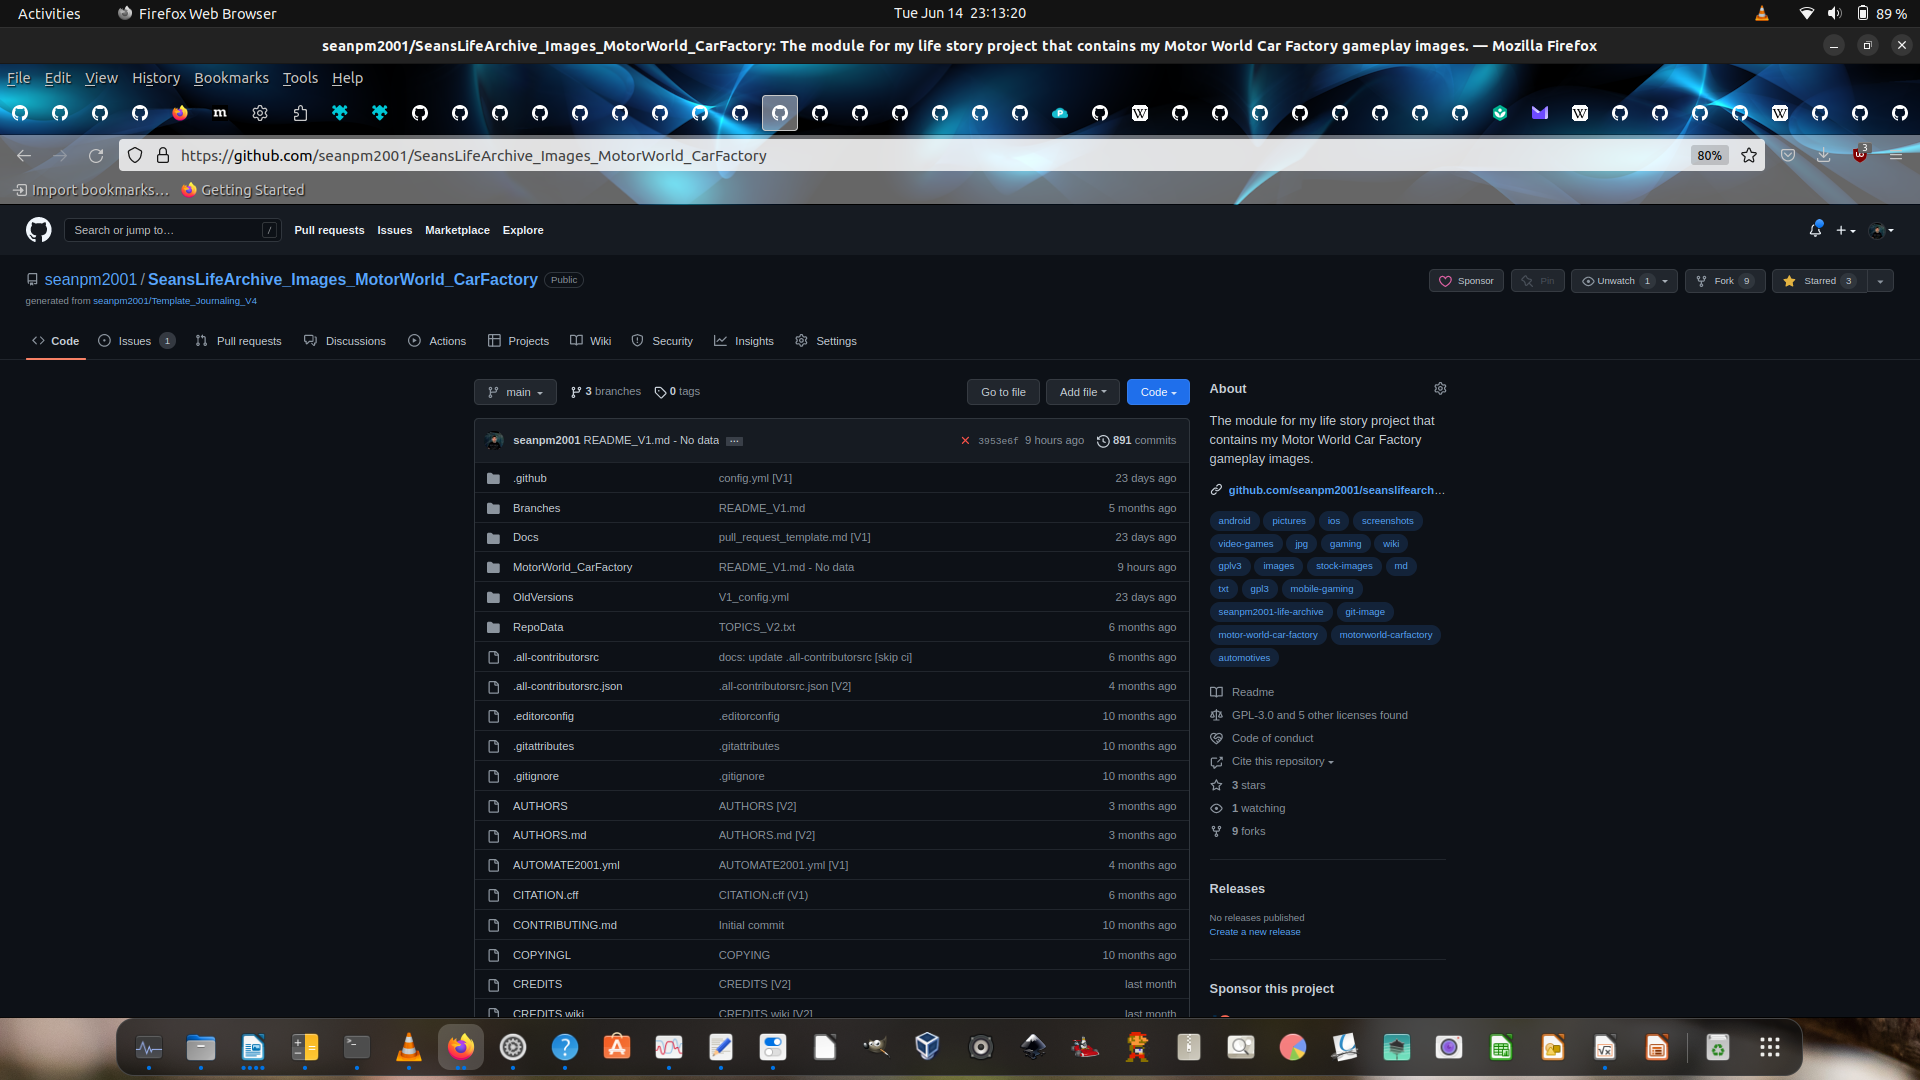 Activities Firefox Web Browser Tue Jun 14 23:13:20 89 %
seanpm2001/SeansLifeArchive_Images_MotorWorld_CarFactory: The module for my life story project that contains my Motor World Car Factory gameplay images. — Mozilla Firefox
File Edit View History Bookmarks Tools Help
https://github.com/seanpm2001/SeansLifeArchive_Images_MotorWorld_CarFactory 80% 3
Import bookmarks... Getting Started
Search or jump to... / Pull requests Issues Marketplace Explore
seanpm2001 / SeansLifeArchive_Images_MotorWorld_CarFactory Public Sponsor Pin Unwatch 1 Fork 9 Starred 3
generated from seanpm2001/Template_Journaling_V4
Code Issues 1 Pull requests Discussions Actions Projects Wiki Security Insights Settings
main 3 branches 0 tags Go to file Add file Code
seanpm2001 README_V1.md - No data ... 3953e6f 9 hours ago 891 commits
.github config.yml [V1] 23 days ago
Branches README_V1.md 5 months ago
Docs pull_request_template.md [V1] 23 days ago
MotorWorld_CarFactory README_V1.md - No data 9 hours ago
OldVersions V1_config.yml 23 days ago
RepoData TOPICS_V2.txt 6 months ago
.all-contributorsrc docs: update .all-contributorsrc [skip ci] 6 months ago
.all-contributorsrc.json .all-contributorsrc.json [V2] 4 months ago
.editorconfig .editorconfig 10 months ago
.gitattributes .gitattributes 10 months ago
.gitignore .gitignore 10 months ago
AUTHORS AUTHORS [V2] 3 months ago
AUTHORS.md AUTHORS.md [V2] 3 months ago
AUTOMATE2001.yml AUTOMATE2001.yml [V1] 4 months ago
CITATION.cff CITATION.cff (V1) 6 months ago
CONTRIBUTING.md Initial commit 10 months ago
COPYINGL COPYING 10 months ago
CREDITS CREDITS [V2] last month
CREDITS.wiki CREDITS.wiki [V2] last month
About
The module for my life story project that
contains my Motor World Car Factory
gameplay images.
github.com/seanpm2001/seanslifearch...
android pictures ios screenshots
video-games jpg gaming wiki
gplv3 images stock-images md
txt gpl3 mobile-gaming
seanpm2001-life-archive git-image
motor-world-car-factory motorworld-carfactory
automotives
Readme
GPL-3.0 and 5 other licenses found
Code of conduct
Cite this repository
3 stars
1 watching
9 forks
Releases
No releases published
Create a new release
Sponsor this project